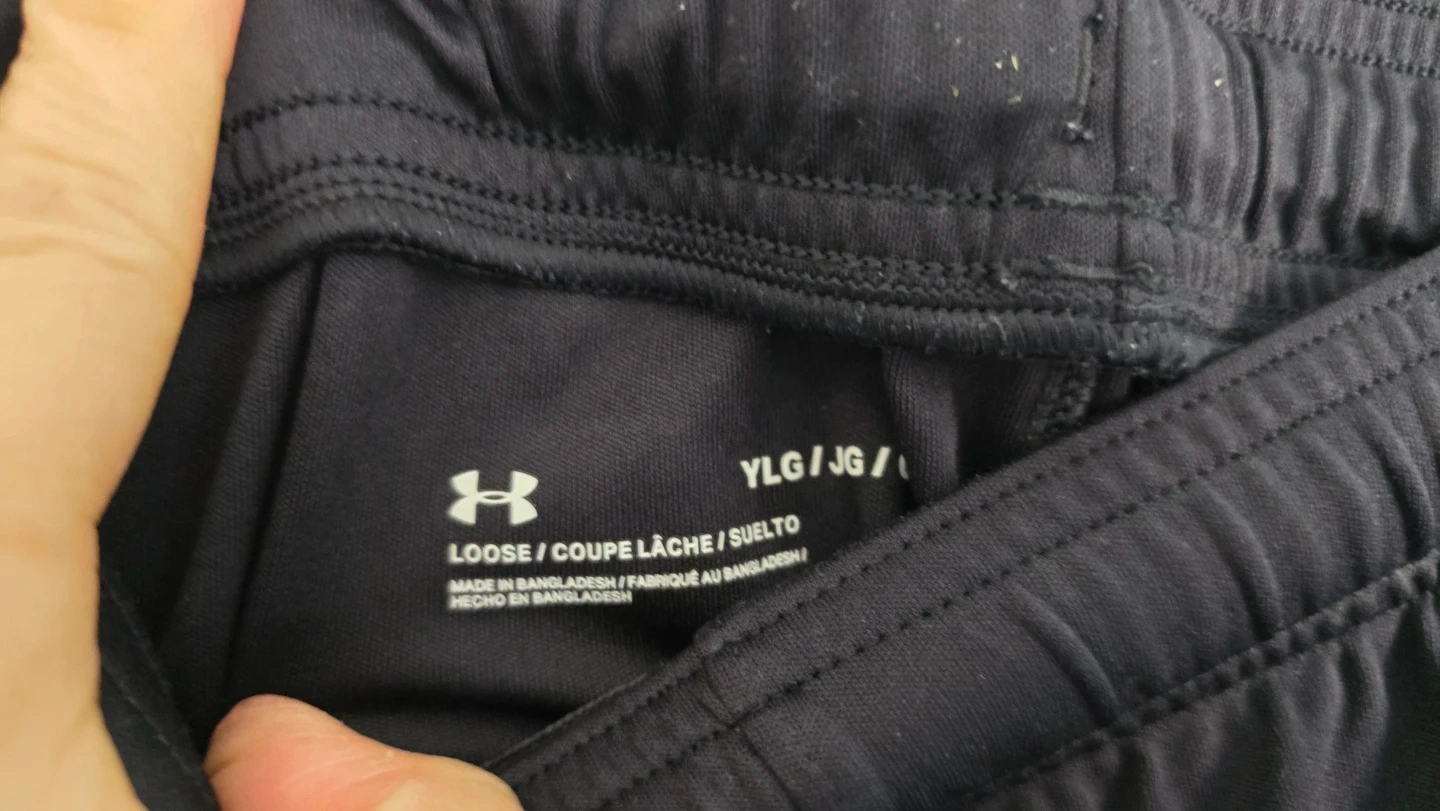 YLG / JG /
LOOSE / COUPE LÂCHE / SUELTO
MADE IN BANGLADESH / FABRIQUÉ AU BANGLADESH /
HECHO EN BANGLADESH